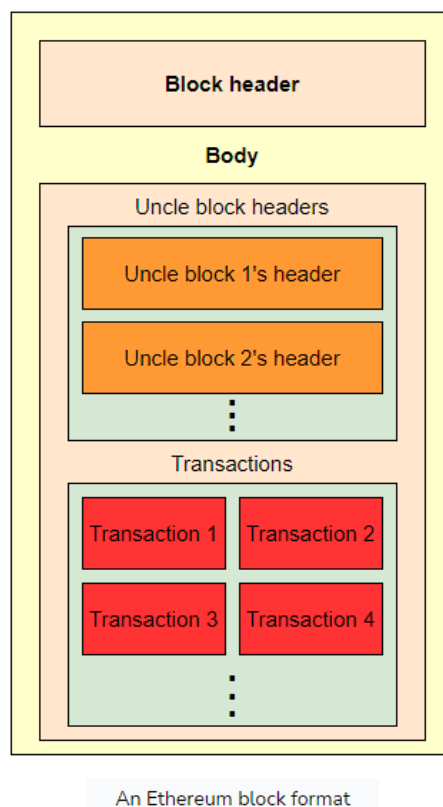 Block header
Body
Uncle block headers
Uncle block 1's header
Uncle block 2's header
Transactions
Transaction 1
Transaction 2
Transaction 3
Transaction 4
An Ethereum block format